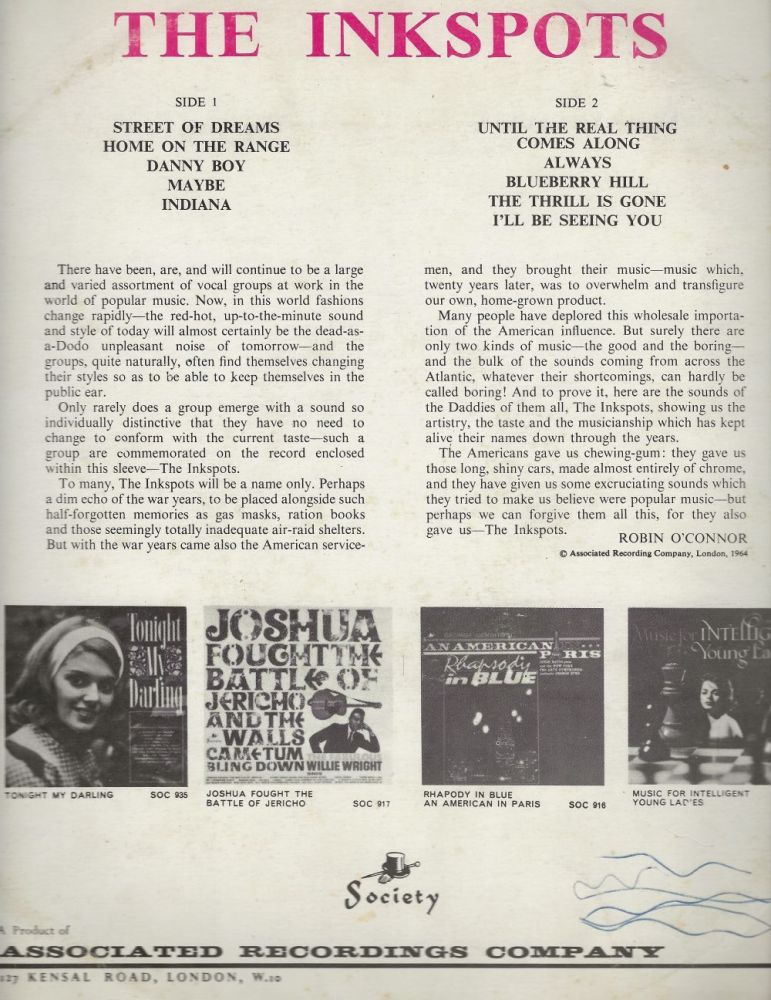 THE INKSPOTS
SIDE 1
STREET OF DREAMS
HOME ON THE RANGE
DANNY BOY
MAYBE
INDIANA
SIDE 2
UNTIL THE REAL THING
COMES ALONG
ALWAYS
BLUEBERRY HILL
THE THRILL IS GONE
I'LL BE SEEING YOU
There have been, are, and will continue to be a large
and varied assortment of vocal groups at work in the
world of popular music. Now, in this world fashions
change rapidly—the red-hot, up-to-the-minute sound
and style of today will almost certainly be the dead-as-
a-Dodo unpleasant noise of tomorrow—and the
groups, quite naturally, often find themselves changing
their styles so as to be able to keep themselves in the
public ear.
Only rarely does a group emerge with a sound so
individually distinctive that they have no need to
change to conform with the current taste—such a
group are commemorated on the record enclosed
within this sleeve—The Inkspots.
To many, The Inkspots will be a name only. Perhaps
a dim echo of the war years, to be placed alongside such
half-forgotten memories as gas masks, ration books
and those seemingly totally inadequate air-raid shelters.
But with the war years came also the American service-
men, and they brought their music—music which,
twenty years later, was to overwhelm and transfigure
our own, home-grown product.
Many people have deplored this wholesale importa-
tion of the American influence. But surely there are
only two kinds of music—the good and the boring—
and the bulk of the sounds coming from across the
Atlantic, whatever their shortcomings, can hardly be
called boring! And to prove it, here are the sounds of
the Daddies of them all, The Inkspots, showing us the
artistry, the taste and the musicianship which has kept
alive their names down through the years.
The Americans gave us chewing-gum: they gave us
those long, shiny cars, made almost entirely of chrome,
and they have given us some excruciating sounds which
they tried to make us believe were popular music—but
perhaps we can forgive them all this, for they also
gave us—The Inkspots.
ROBIN O'CONNOR
© Associated Recording Company, London, 1964
Tonight
My
Darling
JOSHUA
FOUGHT THE
BATTLE OF
JERICHO
AND THE
WALLS
CAME TUM
BLING DOWN WILLIE WRIGHT
AN AMERICAN IN PARIS
Rhapsody
in BLUE
Music for INTELLIG
Young La
TONIGHT MY DARLING SOC 935
JOSHUA FOUGHT THE
BATTLE OF JERICHO SOC 917
RHAPODY IN BLUE
AN AMERICAN IN PARIS SOC 916
MUSIC FOR INTELLIGENT
YOUNG LADIES
Society
A Product of
ASSOCIATED RECORDINGS COMPANY
127 KENSAL ROAD, LONDON, W.10